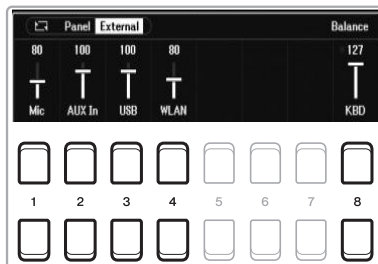 Panel External Balance
80 100 100 80 127
Mic AUX In USB WLAN KBD
1 2 3 4 5 6 7 8